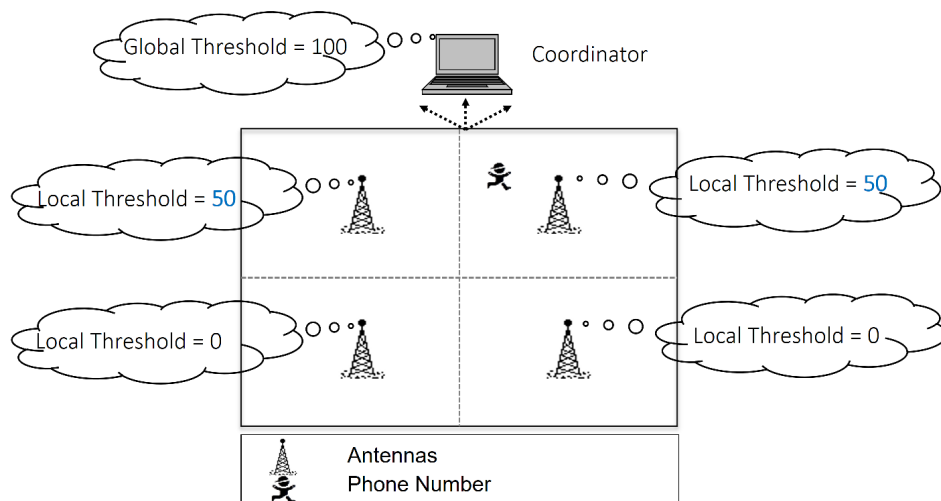 Global Threshold = 100
Coordinator
Local Threshold = 50
Local Threshold = 50
Local Threshold = 0
Local Threshold = 0
Antennas
Phone Number